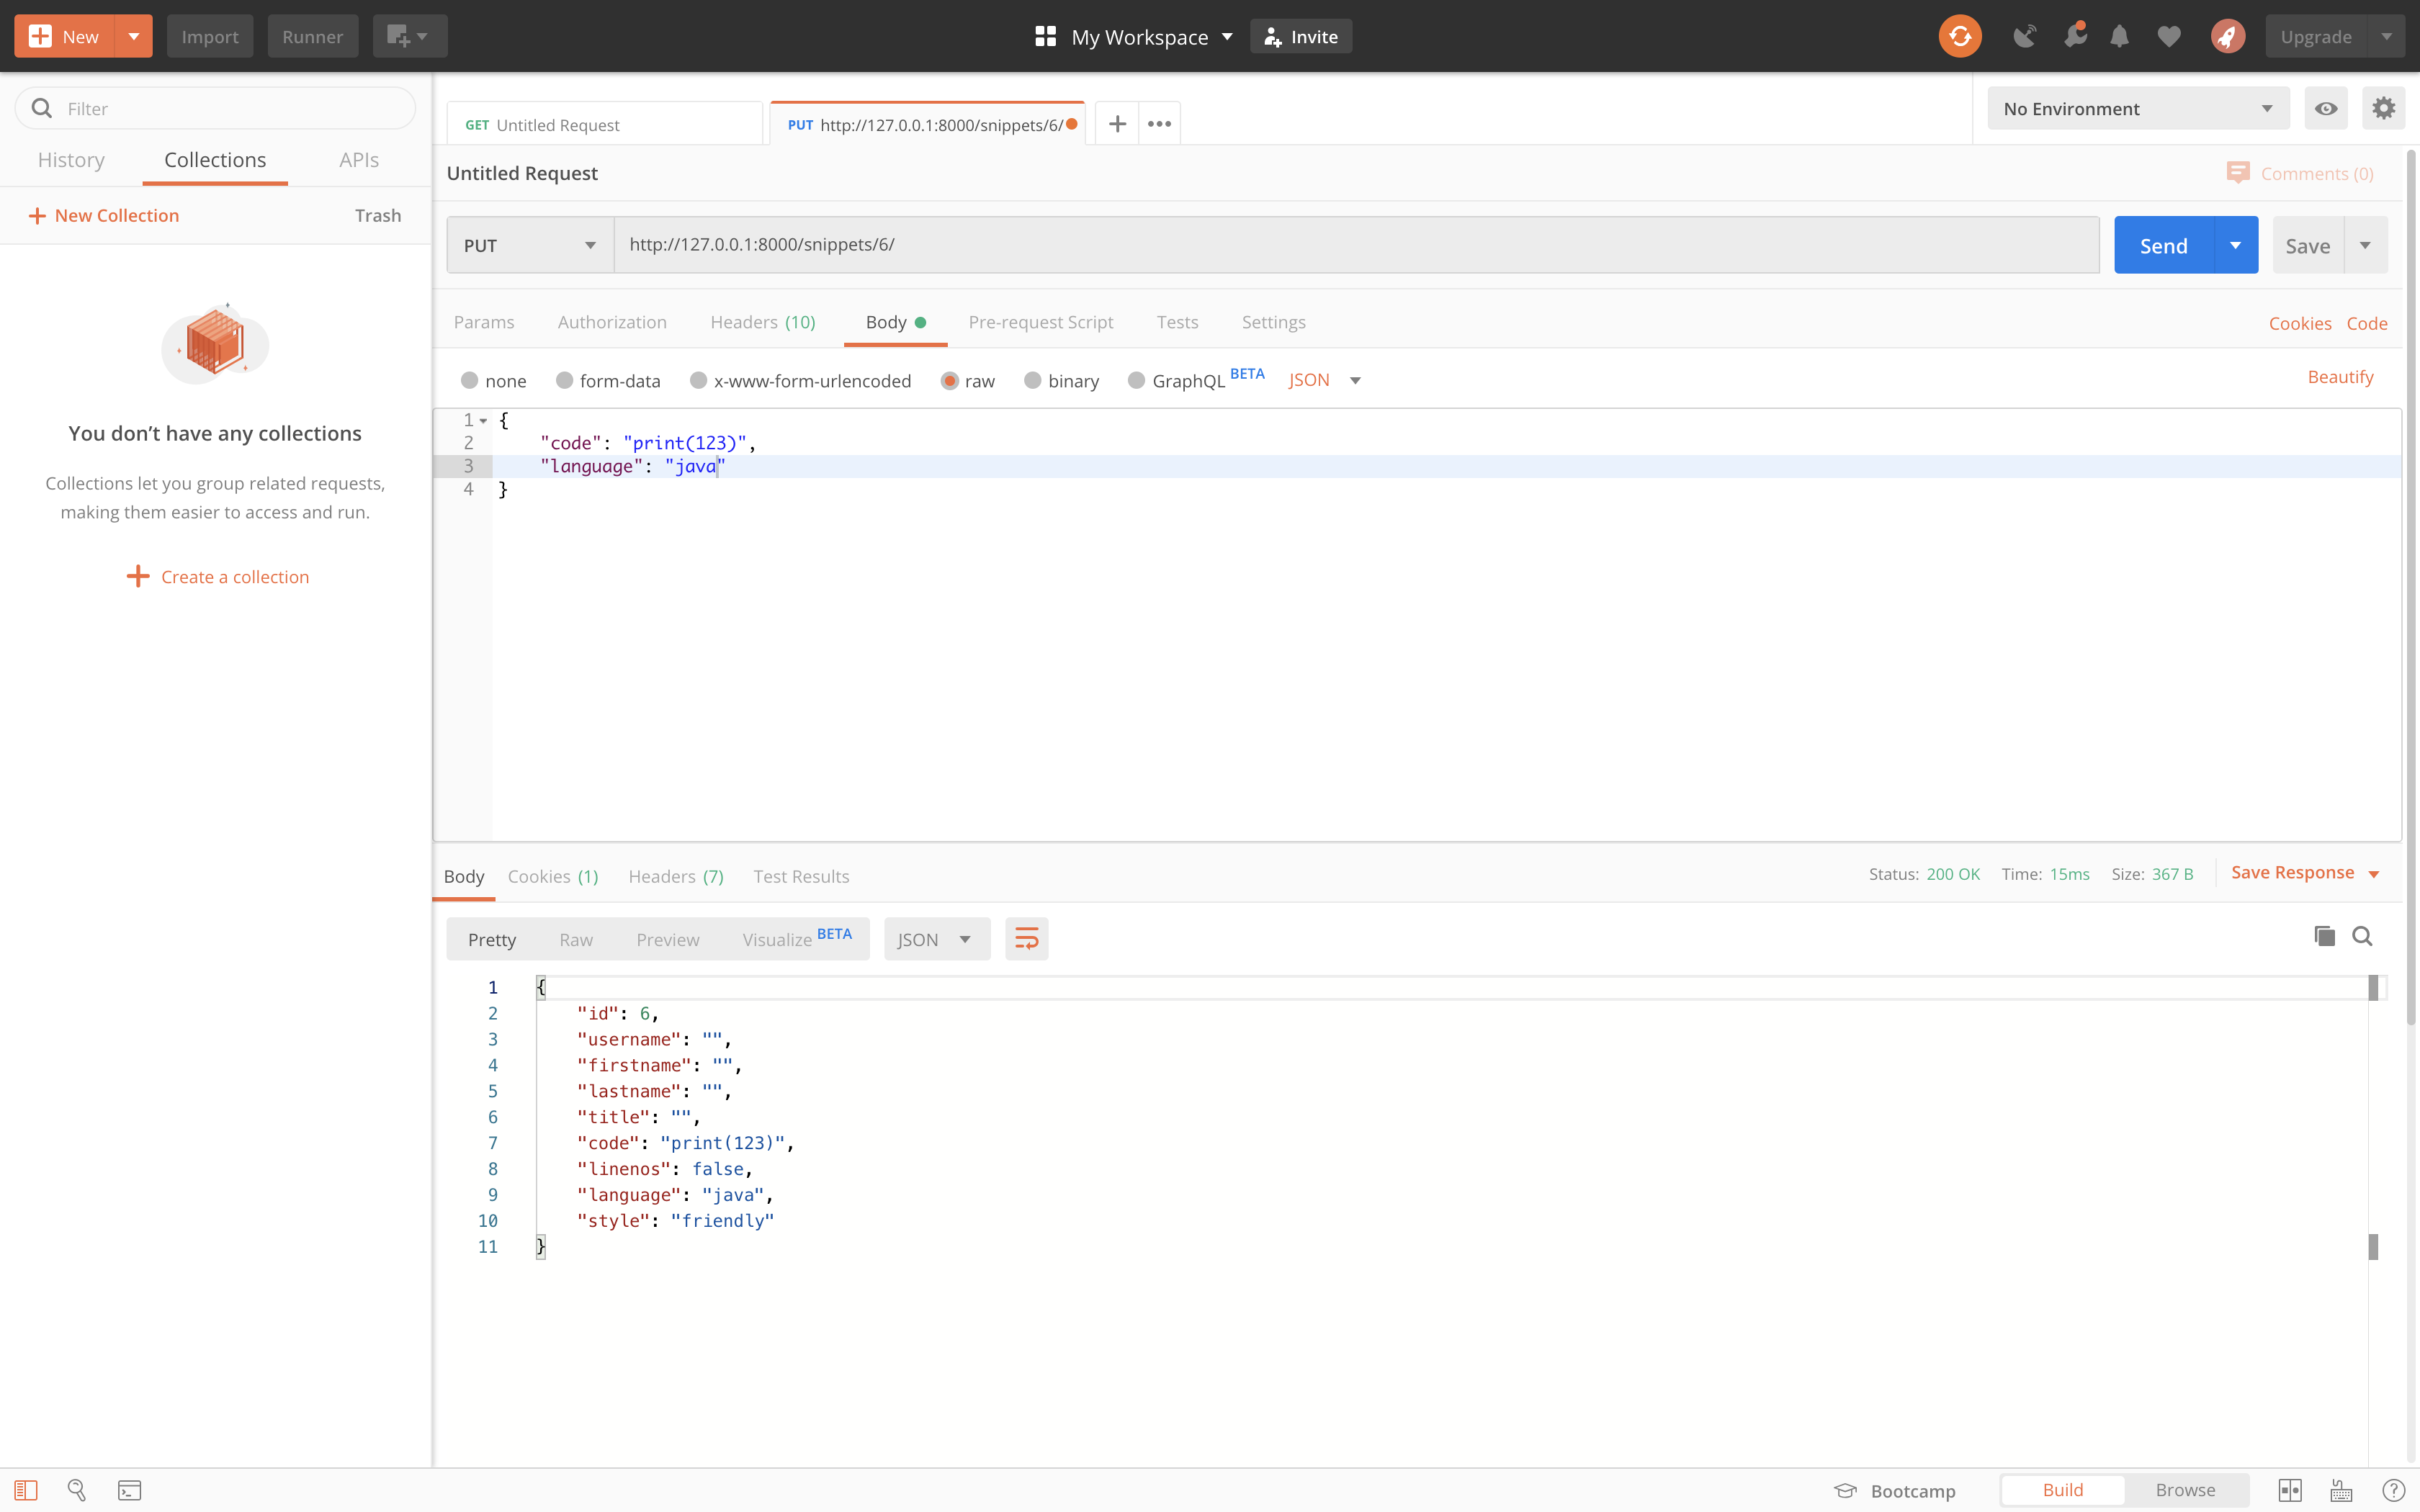 New Import Runner My Workspace Invite Upgrade
Filter
History Collections APIs
New Collection Trash
You don’t have any collections
Collections let you group related requests,
making them easier to access and run.
Create a collection
GET Untitled Request PUT http://127.0.0.1:8000/snippets/6/ No Environment
Untitled Request Comments (0)
PUT http://127.0.0.1:8000/snippets/6/ Send Save
Params Authorization Headers (10) Body Pre-request Script Tests Settings Cookies Code
none form-data x-www-form-urlencoded raw binary GraphQL BETA JSON Beautify
1 {
2 "code": "print(123)",
3 "language": "java"
4 }
Body Cookies (1) Headers (7) Test Results Status: 200 OK Time: 15ms Size: 367 B Save Response
Pretty Raw Preview Visualize BETA JSON
1 {
2 "id": 6,
3 "username": "",
4 "firstname": "",
5 "lastname": "",
6 "title": "",
7 "code": "print(123)",
8 "linenos": false,
9 "language": "java",
10 "style": "friendly"
11 }
Bootcamp Build Browse